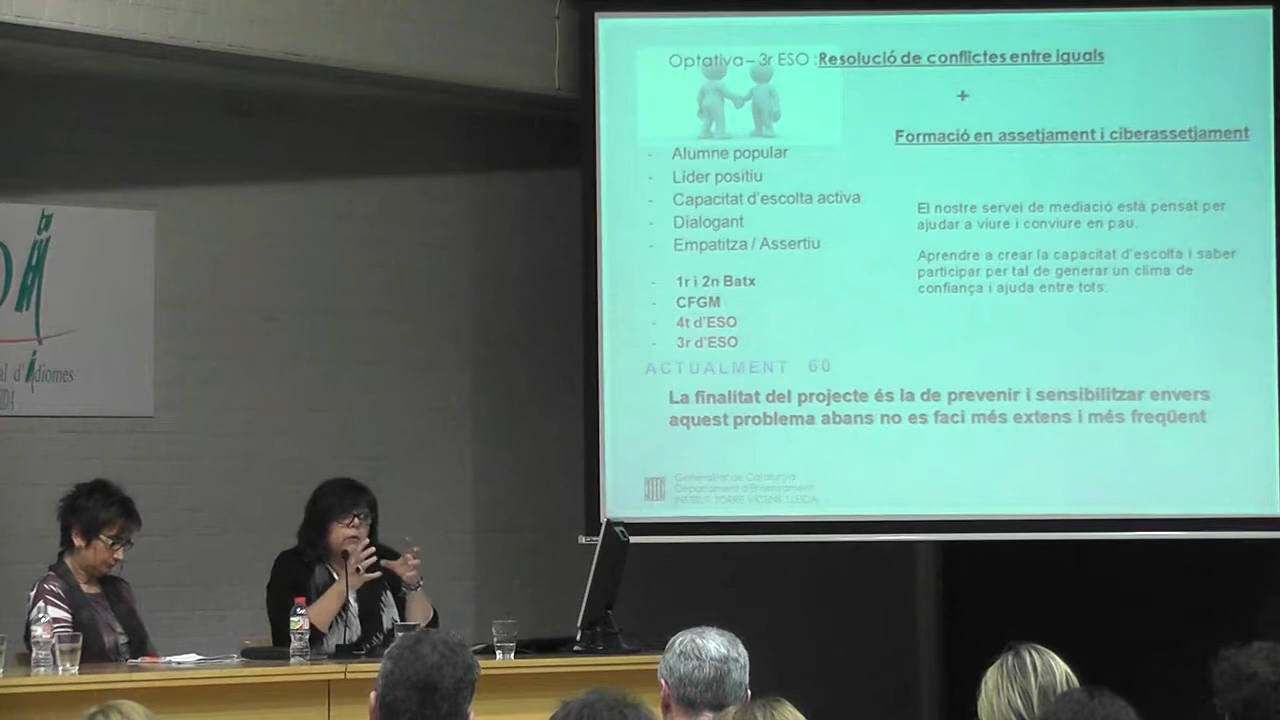 Optativa – 3r ESO :Resolució de conflictes entre iguals
+
Formació en assetjament i ciberassetjament
- Alumne popular
- Líder positiu
- Capacitat d'escolta activa
- Dialogant
- Empatitza / Assertiu
- 1r i 2n Batx
- CFGM
- 4t d'ESO
- 3r d'ESO
ACTUALMENT 60
El nostre servei de mediació està pensat per
ajudar a viure i conviure en pau.
Aprendre a crear la capacitat d'escolta i saber
participar per tal de generar un clima de
confiança i ajuda entre tots.
La finalitat del projecte és la de prevenir i sensibilitzar envers
aquest problema abans no es faci més extens i més freqüent
Generalitat de Catalunya
Departament d'Ensenyament
INSTITUT TORRE VICENS LLEIDA
al d'Idiomes